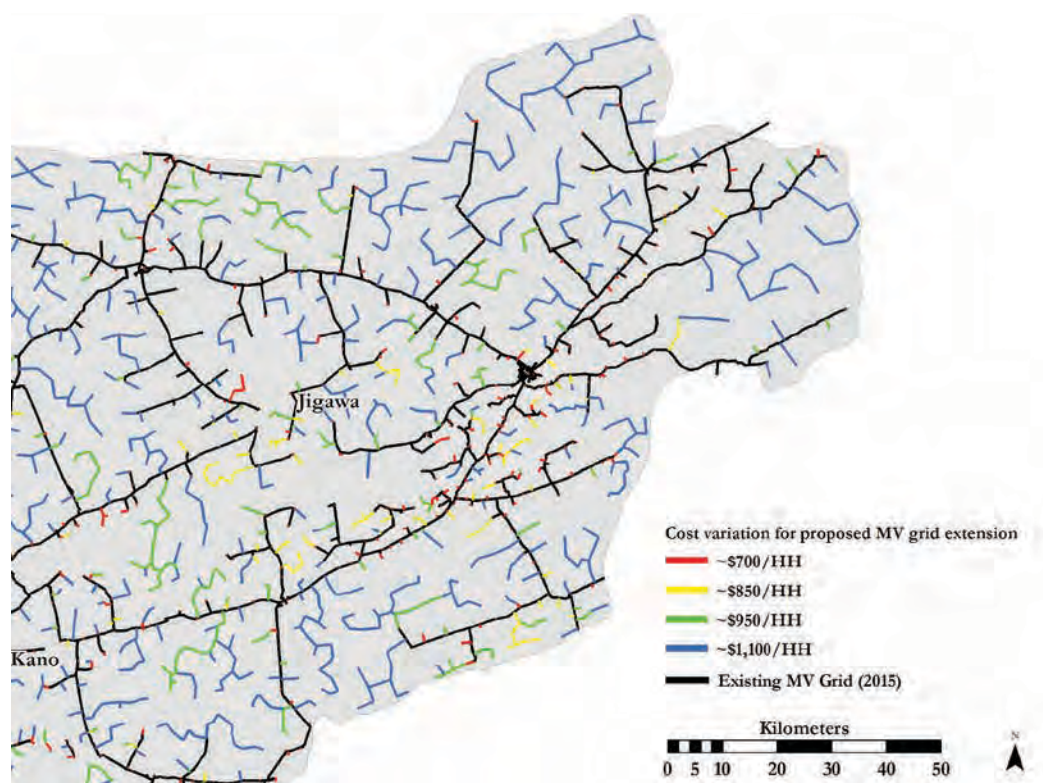 Jigawa
Kano
Cost variation for proposed MV grid extension
~$700/HH
~$850/HH
~$950/HH
~$1,100/HH
Existing MV Grid (2015)
Kilometers
0 5 10 20 30 40 50
N